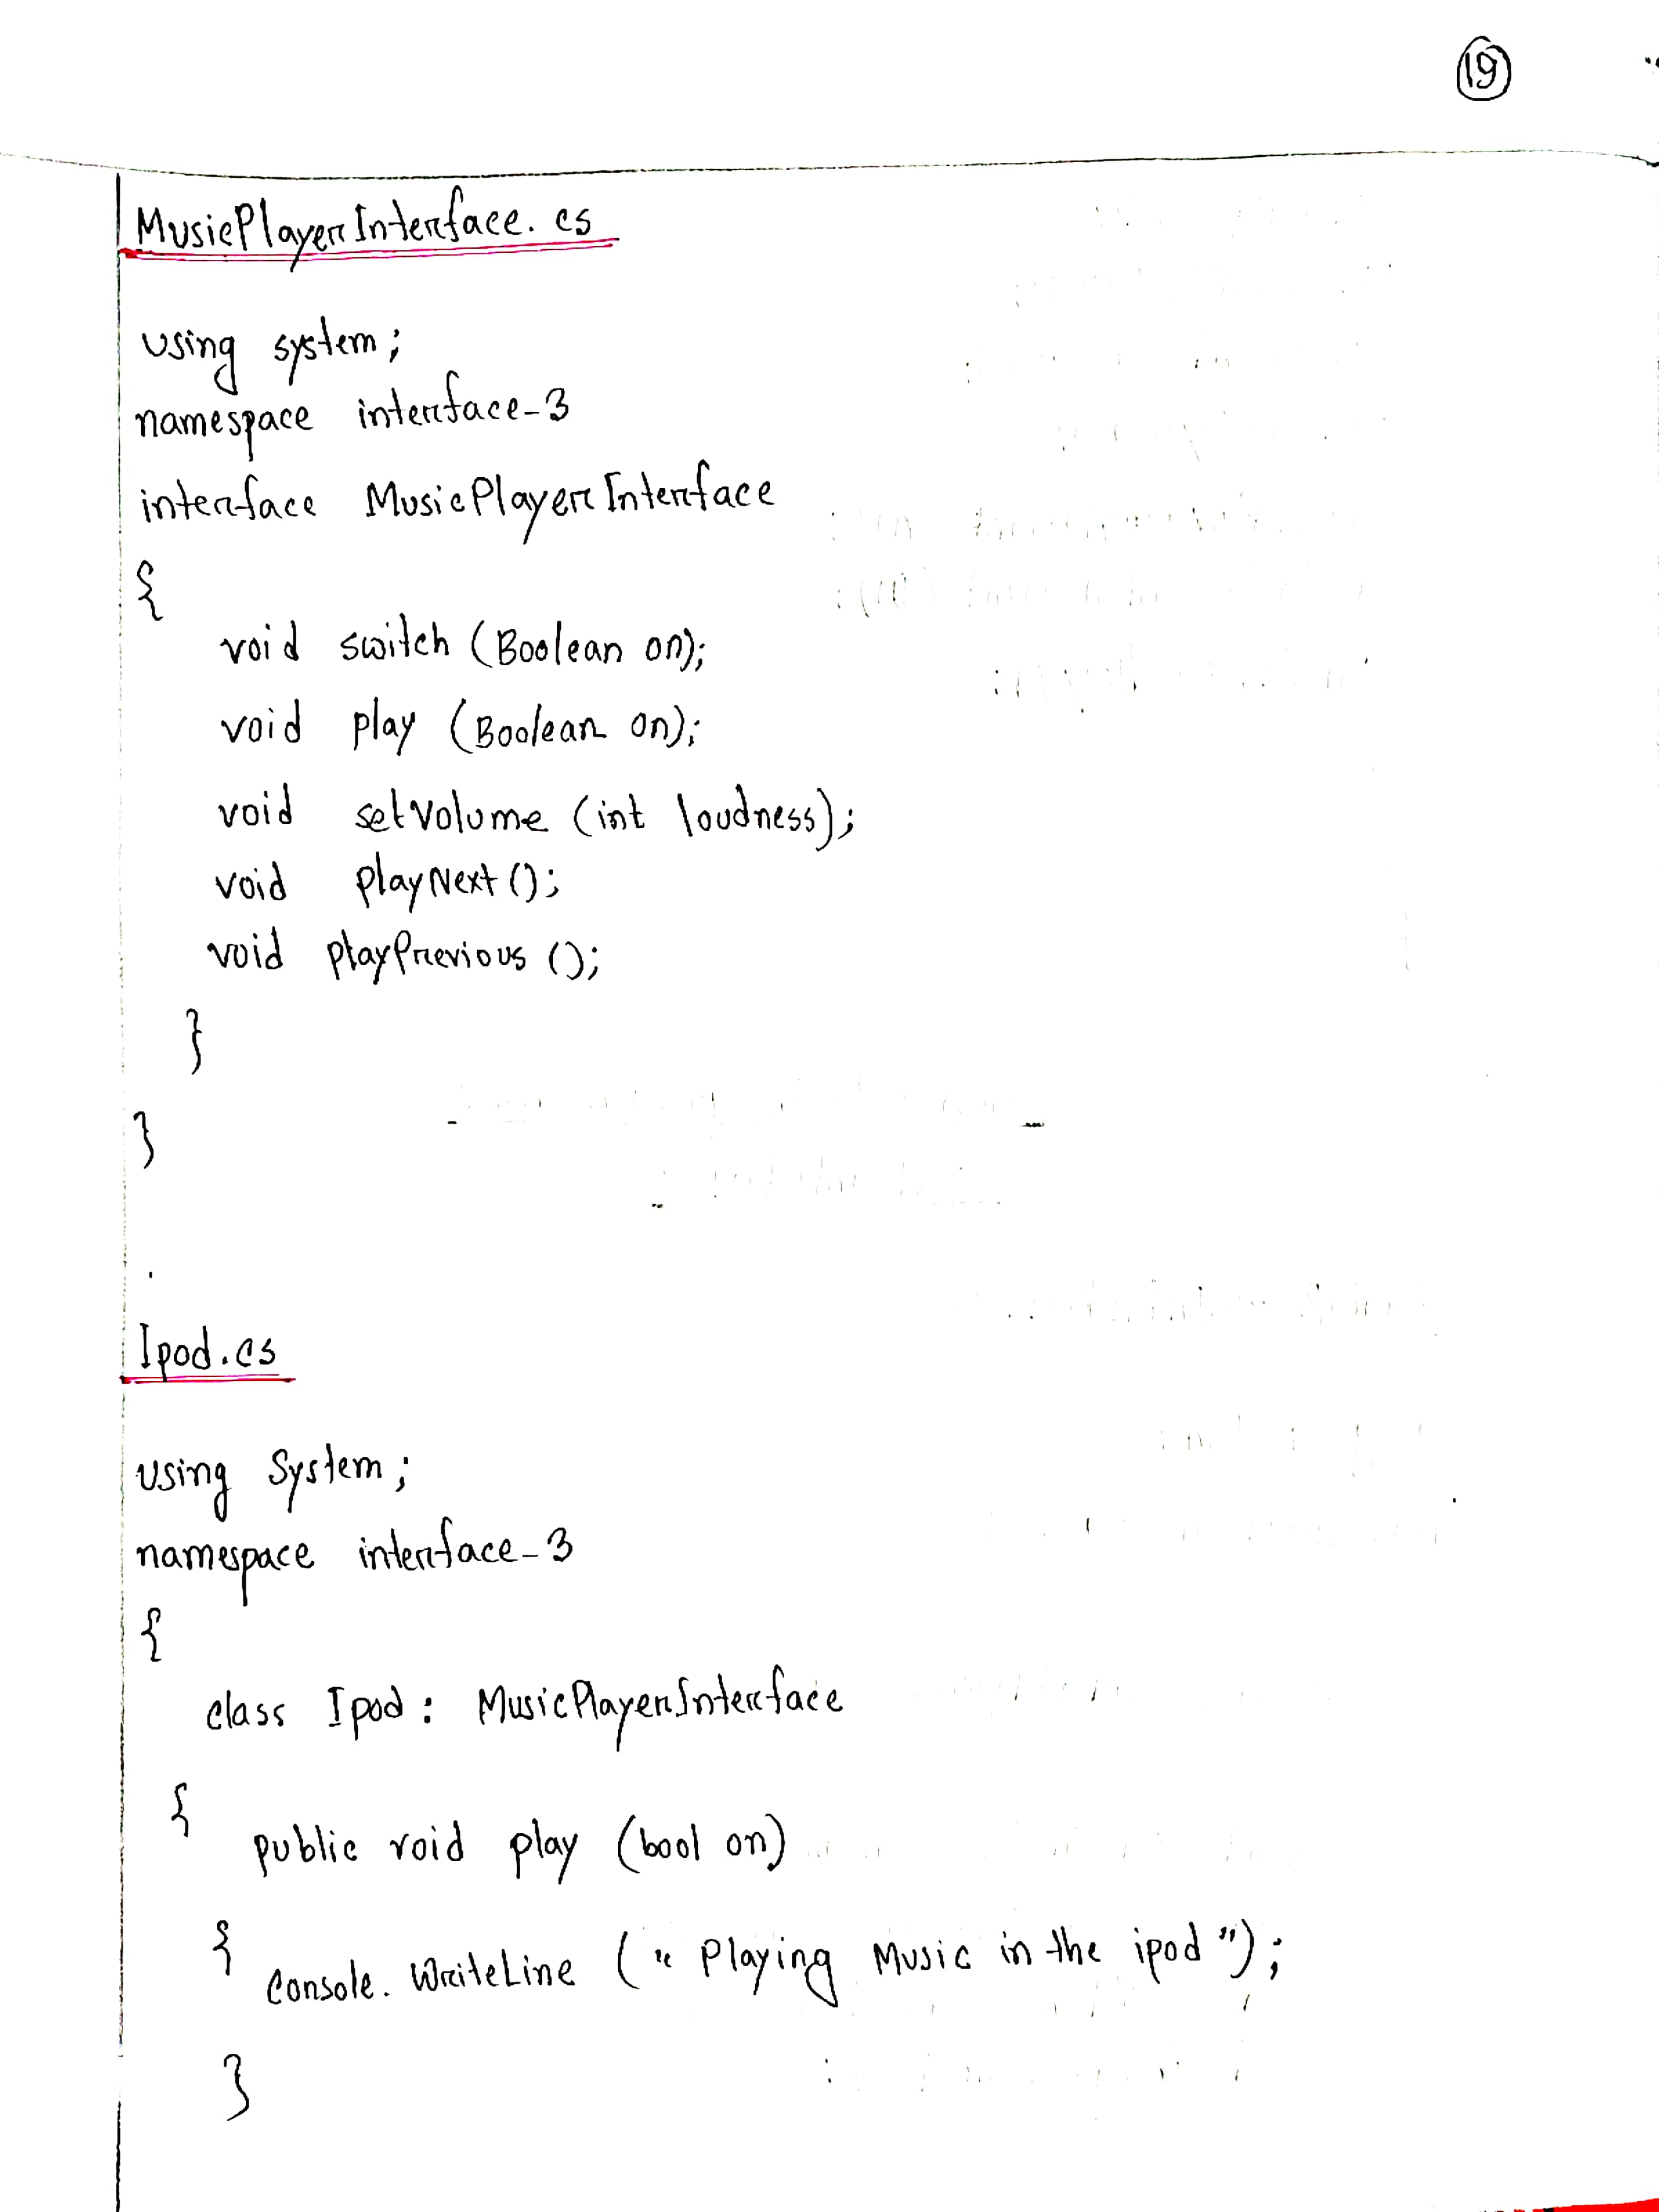 19
MusicPlayerInterface.cs
using system;
namespace interface-3
interface MusicPlayerInterface
{
void switch (Boolean on);
void play (Boolean on);
void setVolume (int loudness);
void playNext ();
void playPrevious ();
}
}
Ipod.cs
using System;
namespace interface-3
{
class Ipod : MusicPlayerInterface
{
public void play (bool on)
{
Console.WriteLine ("Playing Music in the ipod");
}